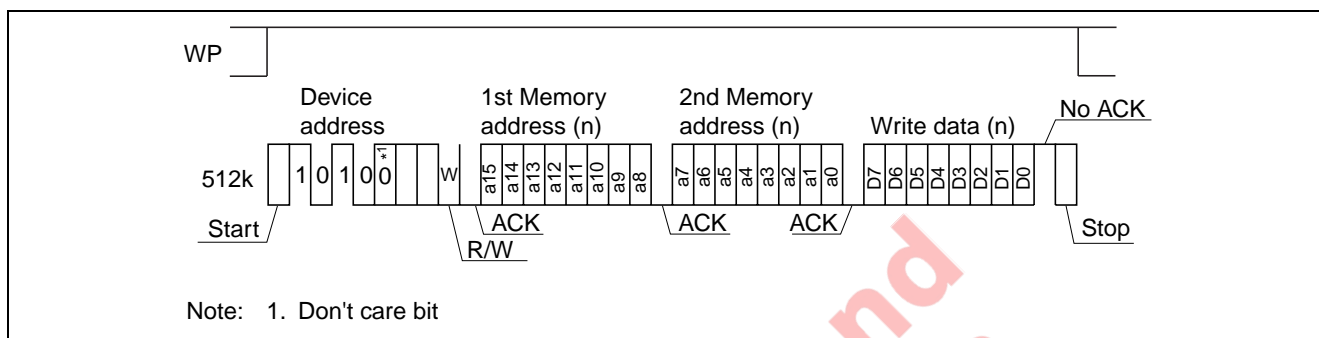 WP
Device address
1st Memory address (n)
2nd Memory address (n)
Write data (n)
No ACK
512k
1 0 1 0 0 *1 W a15 a14 a13 a12 a11 a10 a9 a8 a7 a6 a5 a4 a3 a2 a1 a0 D7 D6 D5 D4 D3 D2 D1 D0
Start
R/W
ACK
ACK
ACK
Stop
Note: 1. Don't care bit
nd